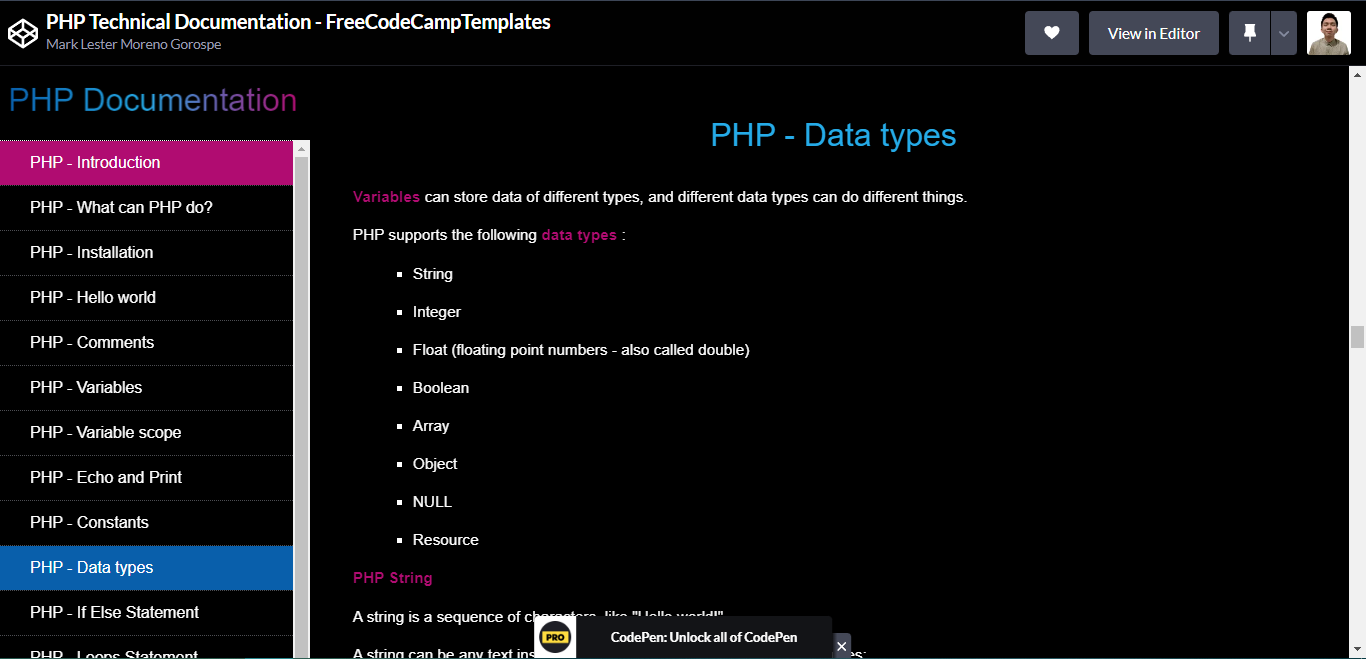 PHP Technical Documentation - FreeCodeCampTemplates
Mark Lester Moreno Gorospe
View in Editor
PHP Documentation
PHP - Introduction
PHP - What can PHP do?
PHP - Installation
PHP - Hello world
PHP - Comments
PHP - Variables
PHP - Variable scope
PHP - Echo and Print
PHP - Constants
PHP - Data types
PHP - If Else Statement
PHP - Loops Statement
PHP - Data types
Variables can store data of different types, and different data types can do different things.
PHP supports the following data types :
▪ String
▪ Integer
▪ Float (floating point numbers - also called double)
▪ Boolean
▪ Array
▪ Object
▪ NULL
▪ Resource
PHP String
A string is a sequence of characters, like "Hello world!"
A string can be any text
PRO
CodePen: Unlock all of CodePen